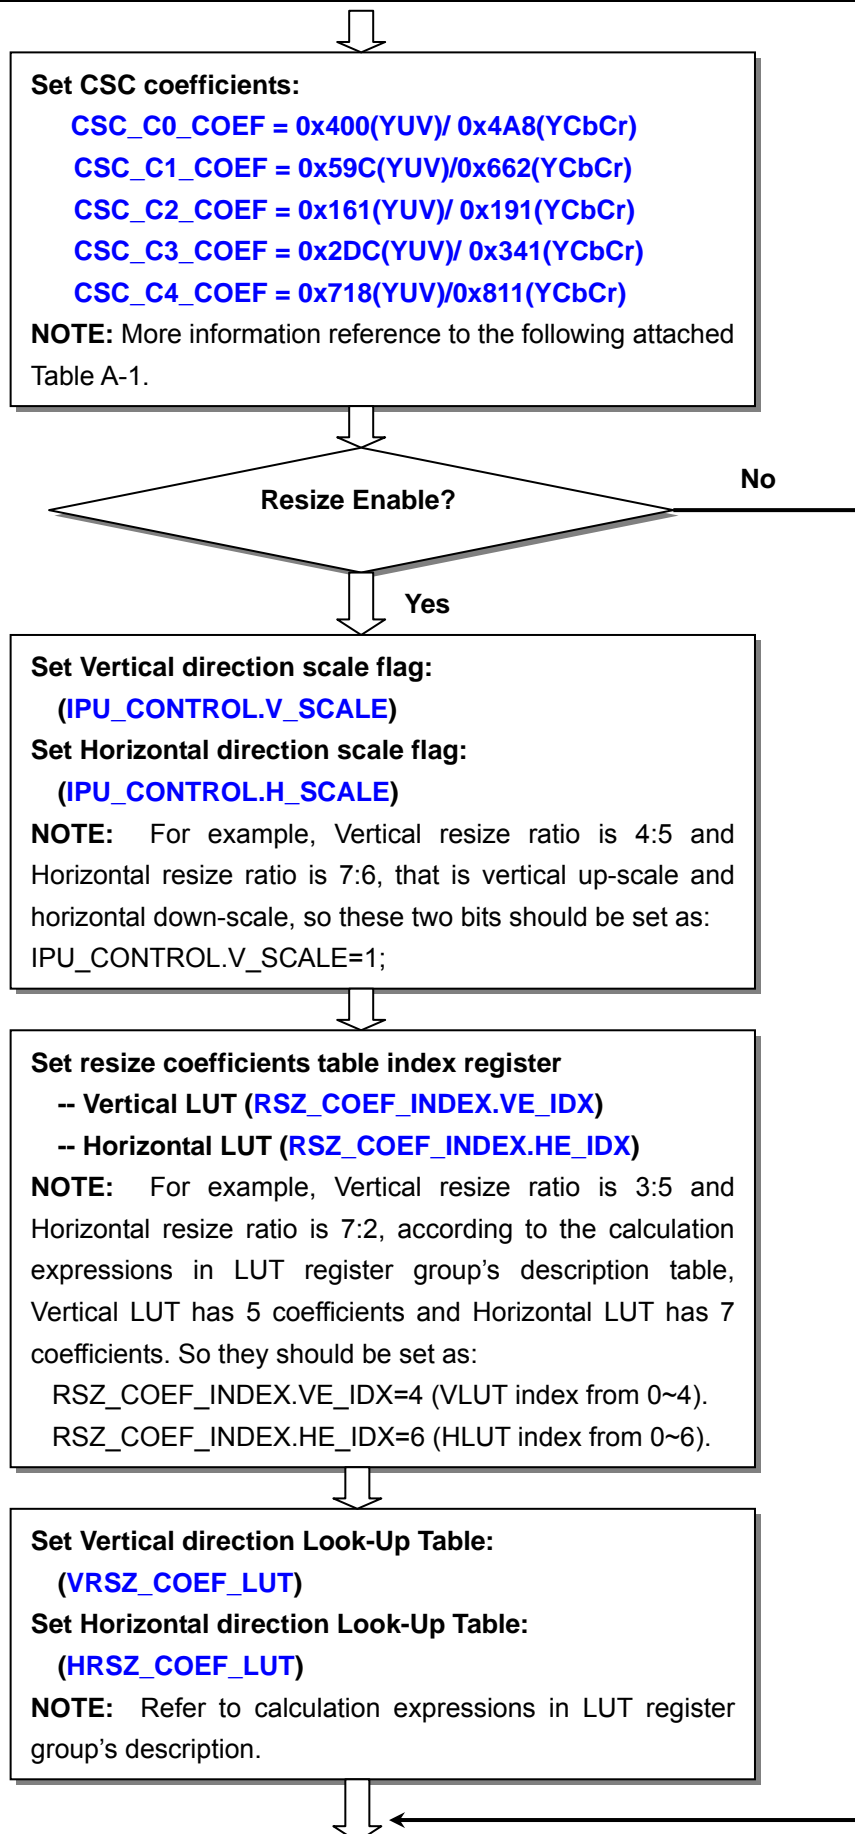 Set CSC coefficients:
CSC_C0_COEF = 0x400(YUV)/ 0x4A8(YCbCr)
CSC_C1_COEF = 0x59C(YUV)/0x662(YCbCr)
CSC_C2_COEF = 0x161(YUV)/ 0x191(YCbCr)
CSC_C3_COEF = 0x2DC(YUV)/ 0x341(YCbCr)
CSC_C4_COEF = 0x718(YUV)/0x811(YCbCr)
NOTE: More information reference to the following attached
Table A-1.
Resize Enable?
No
Yes
Set Vertical direction scale flag:
(IPU_CONTROL.V_SCALE)
Set Horizontal direction scale flag:
(IPU_CONTROL.H_SCALE)
NOTE: For example, Vertical resize ratio is 4:5 and
Horizontal resize ratio is 7:6, that is vertical up-scale and
horizontal down-scale, so these two bits should be set as:
IPU_CONTROL.V_SCALE=1;
Set resize coefficients table index register
-- Vertical LUT (RSZ_COEF_INDEX.VE_IDX)
-- Horizontal LUT (RSZ_COEF_INDEX.HE_IDX)
NOTE: For example, Vertical resize ratio is 3:5 and
Horizontal resize ratio is 7:2, according to the calculation
expressions in LUT register group's description table,
Vertical LUT has 5 coefficients and Horizontal LUT has 7
coefficients. So they should be set as:
RSZ_COEF_INDEX.VE_IDX=4 (VLUT index from 0~4).
RSZ_COEF_INDEX.HE_IDX=6 (HLUT index from 0~6).
Set Vertical direction Look-Up Table:
(VRSZ_COEF_LUT)
Set Horizontal direction Look-Up Table:
(HRSZ_COEF_LUT)
NOTE: Refer to calculation expressions in LUT register
group's description.